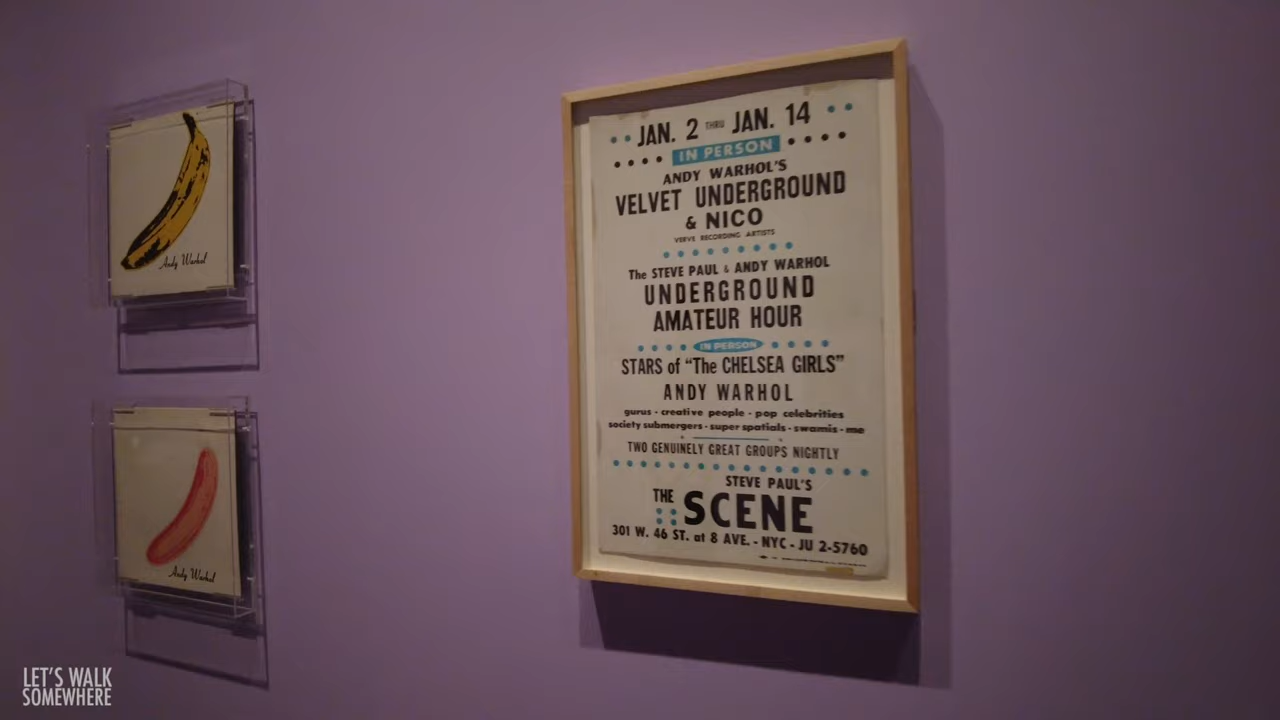 Andy Warhol
Andy Warhol
JAN. 2 THRU JAN. 14
IN PERSON
ANDY WARHOL'S
VELVET UNDERGROUND
& NICO
VERVE RECORDING ARTISTS
The STEVE PAUL & ANDY WARHOL
UNDERGROUND
AMATEUR HOUR
IN PERSON
STARS of "The CHELSEA GIRLS"
ANDY WARHOL
gurus - creative people - pop celebrities
society submergers - super spatials - swamis - me
TWO GENUINELY GREAT GROUPS NIGHTLY
STEVE PAUL'S
THE SCENE
301 W. 46 ST. at 8 AVE. - NYC - JU 2-5760
LET'S WALK
SOMEWHERE